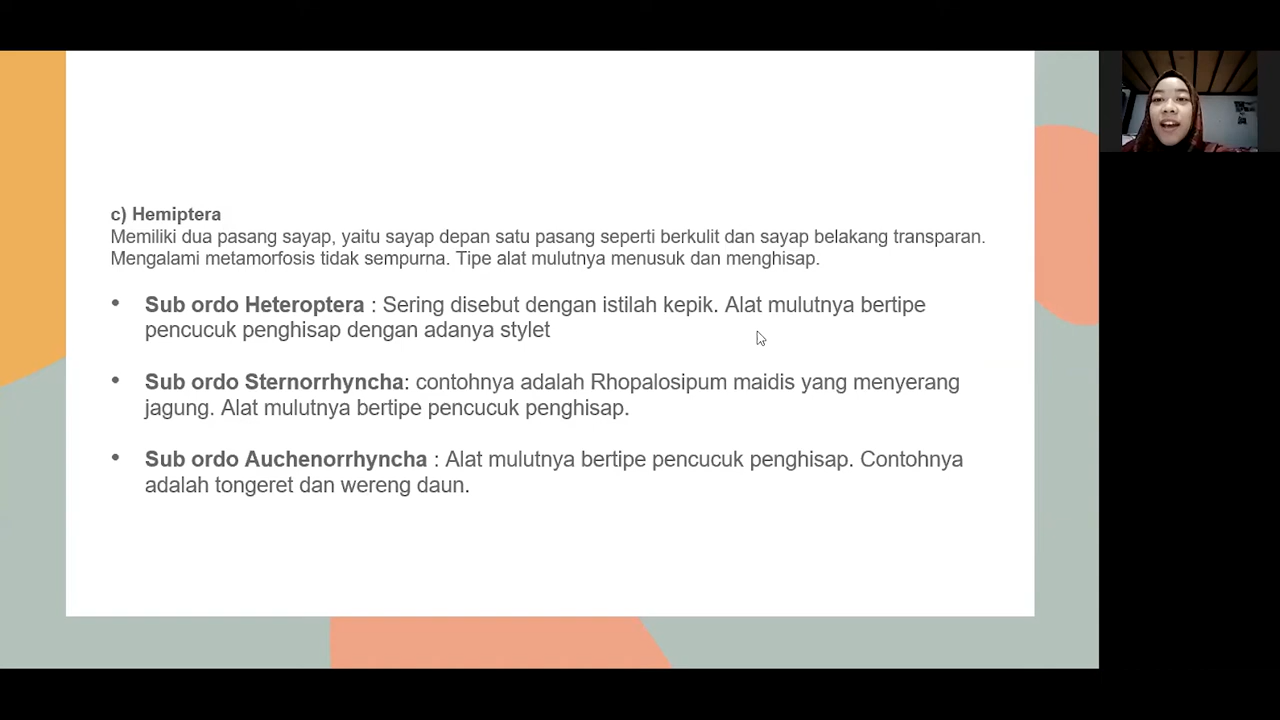 c) Hemiptera
Memiliki dua pasang sayap, yaitu sayap depan satu pasang seperti berkulit dan sayap belakang transparan.
Mengalami metamorfosis tidak sempurna. Tipe alat mulutnya menusuk dan menghisap.
• Sub ordo Heteroptera : Sering disebut dengan istilah kepik. Alat mulutnya bertipe
pencucuk penghisap dengan adanya stylet
• Sub ordo Sternorrhyncha: contohnya adalah Rhopalosipum maidis yang menyerang
jagung. Alat mulutnya bertipe pencucuk penghisap.
• Sub ordo Auchenorrhyncha : Alat mulutnya bertipe pencucuk penghisap. Contohnya
adalah tongeret dan wereng daun.